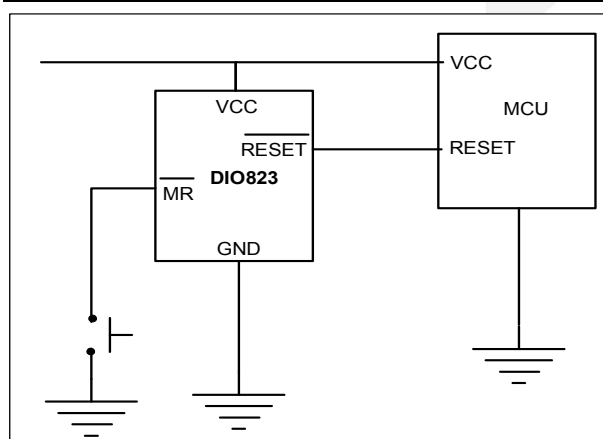 VCC
MCU
RESET
VCC
RESET
DIO823
MR
GND